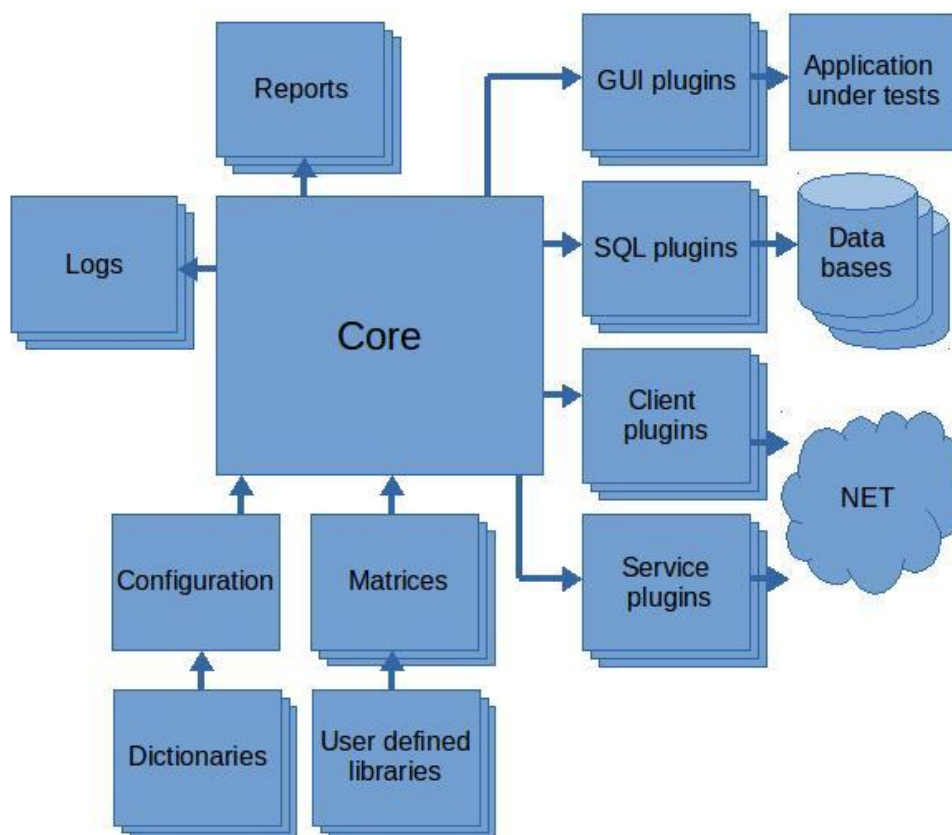 Reports
GUI plugins
Application
under tests
Logs
SQL plugins
Data
bases
Core
Client
plugins
NET
Configuration
Matrices
Service
plugins
Dictionaries
User defined
libraries